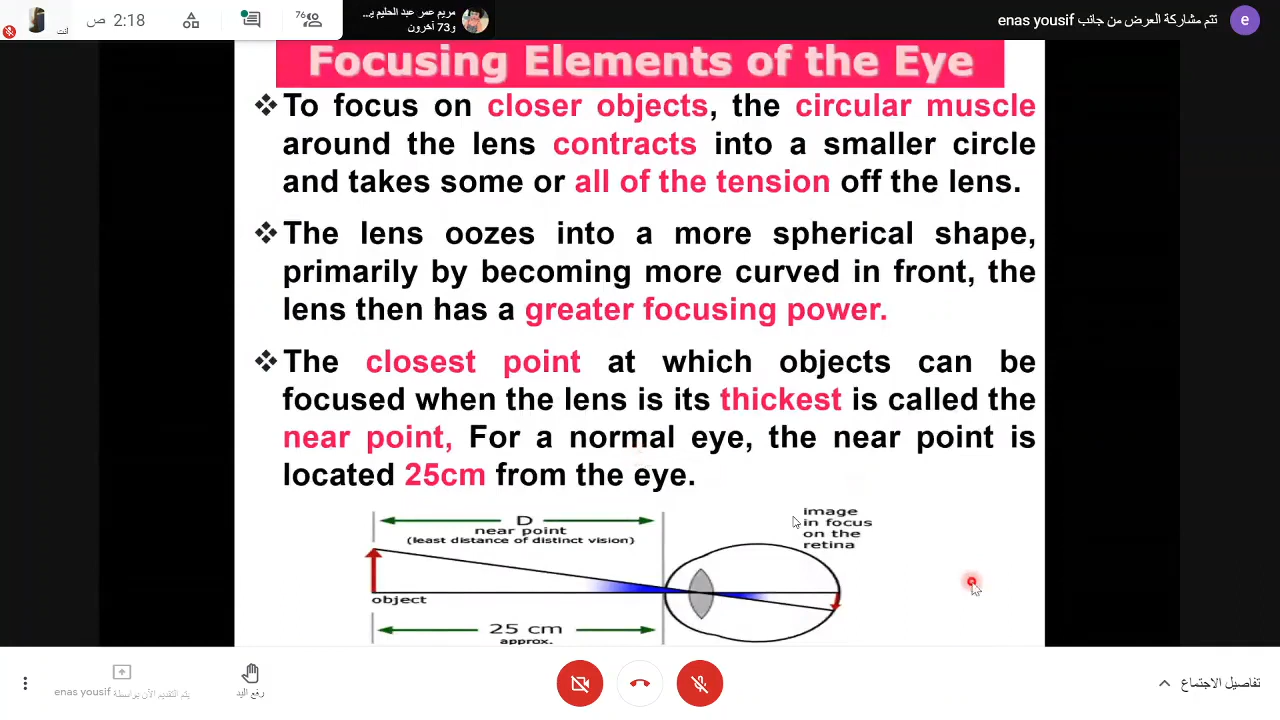 2:18 ص
76
مريم عمر عبد الحليم يـ...
و73 آخرون
تتم مشاركة العرض من جانب enas yousif
e
أنت
Focusing Elements of the Eye
❖ To focus on closer objects, the circular muscle
around the lens contracts into a smaller circle
and takes some or all of the tension off the lens.
❖ The lens oozes into a more spherical shape,
primarily by becoming more curved in front, the
lens then has a greater focusing power.
❖ The closest point at which objects can be
focused when the lens is its thickest is called the
near point, For a normal eye, the near point is
located 25cm from the eye.
D
near point
(least distance of distinct vision)
image
in focus
on the
retina
object
25 cm
approx.
يتم التقديم الآن بواسطة enas yousif
رفع اليد
تفاصيل الاجتماع